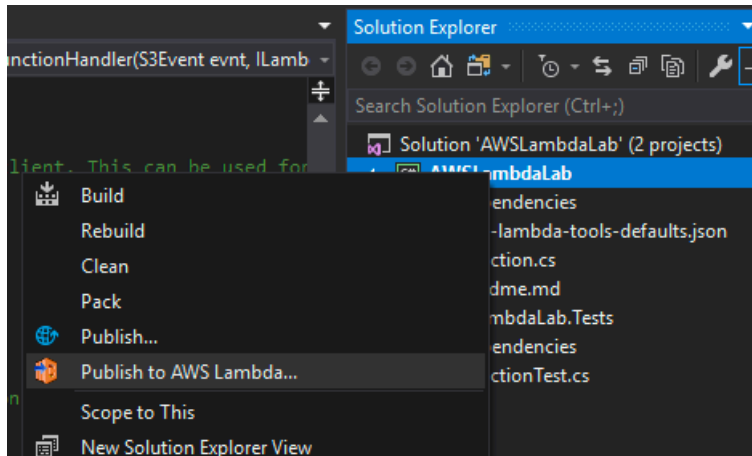 Solution Explorer
unctionHandler(S3Event evnt, ILamb
Search Solution Explorer (Ctrl+;)
Solution 'AWSLambdaLab' (2 projects)
lient. This can be used for
AWSLambdaLab
Build
endencies
Rebuild
-lambda-tools-defaults.json
Clean
ction.cs
Pack
dme.md
Publish...
mbdaLab.Tests
endencies
Publish to AWS Lambda...
ctionTest.cs
on
Scope to This
New Solution Explorer View